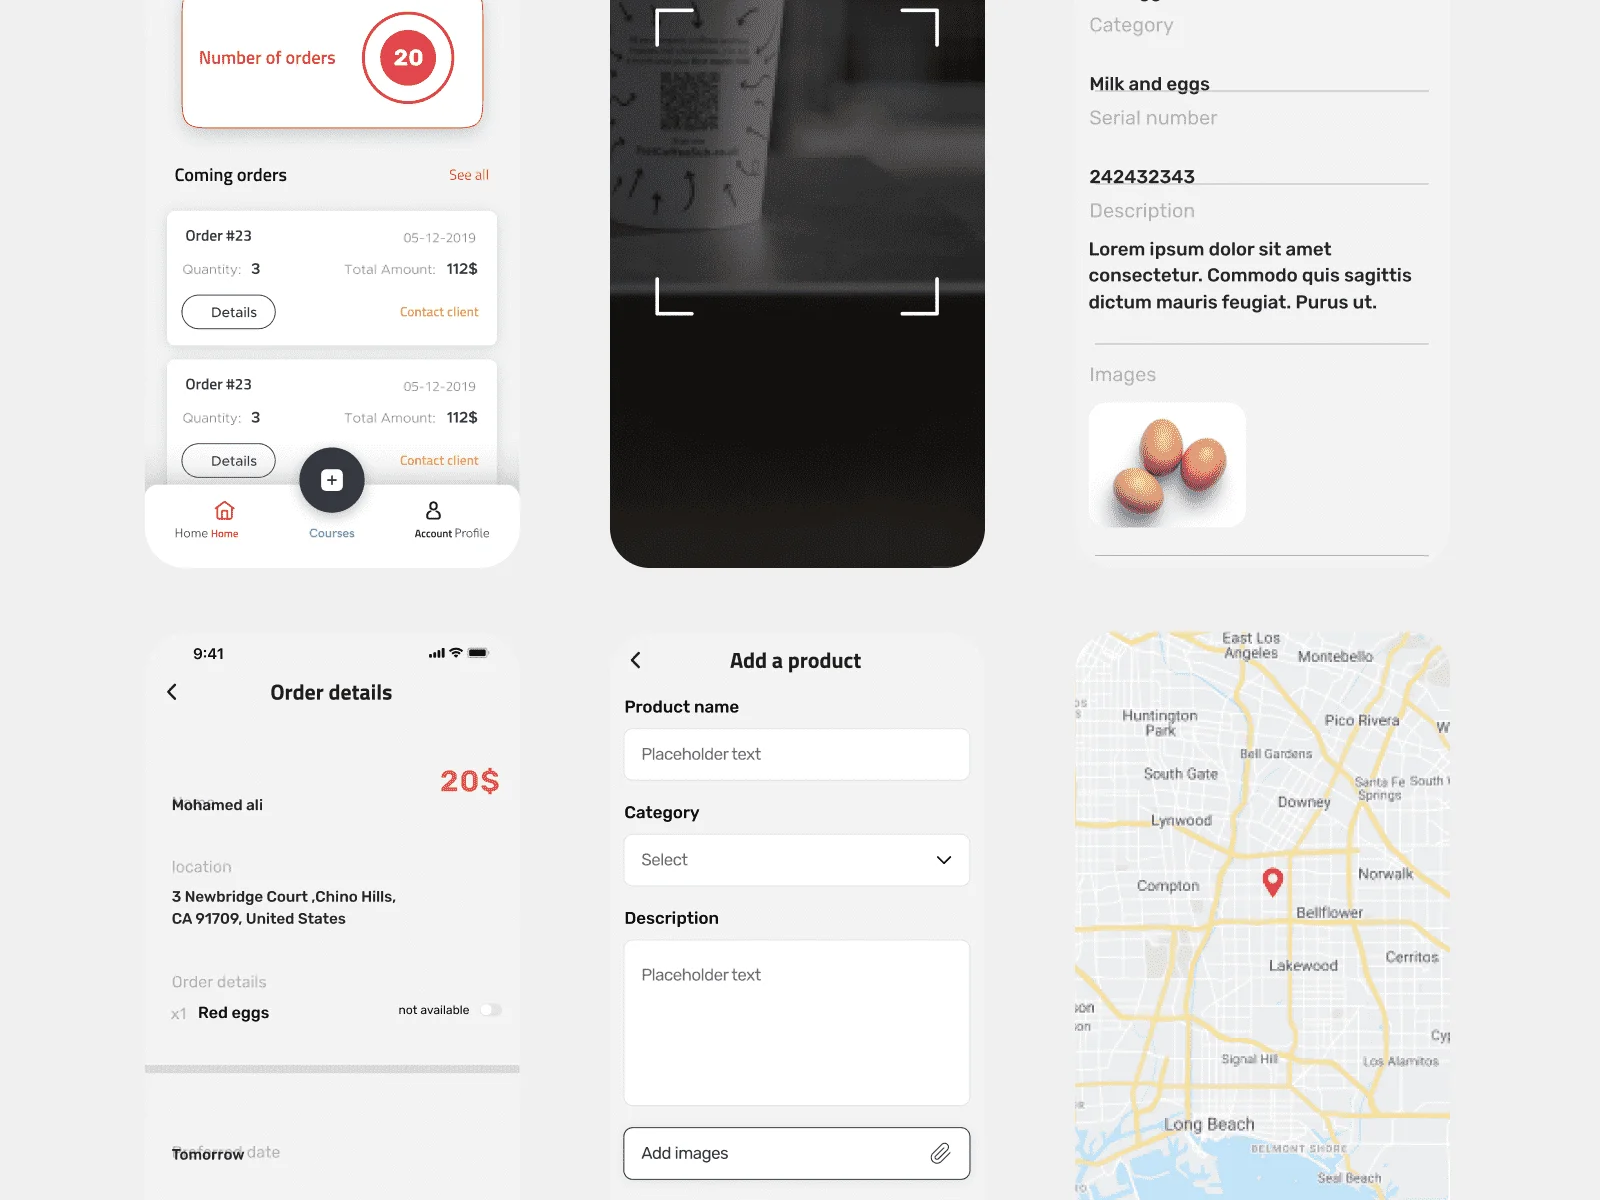 Number of orders
20
Coming orders
See all
Order #23
05-12-2019
Quantity: 3
Total Amount: 112$
Details
Contact client
Order #23
05-12-2019
Quantity: 3
Total Amount: 112$
Details
Contact client
Home Home
Courses
Account Profile
Category
Milk and eggs
Serial number
242432343
Description
Lorem ipsum dolor sit amet
consectetur. Commodo quis sagittis
dictum mauris feugiat. Purus ut.
Images
9:41
Order details
20$
Mohamed ali
location
3 Newbridge Court ,Chino Hills,
CA 91709, United States
Order details
x1 Red eggs
not available
Preferred date
Tomorrow
Add a product
Product name
Placeholder text
Category
Select
Description
Placeholder text
Add images
East Los
Angeles
Montebello
Huntington
Park
Pico Rivera
W
Bell Gardens
South Gate
Santa Fe
Springs
South
Downey
Lynwood
Norwalk
Compton
Bellflower
Cerritos
Lakewood
son
on
Cy
Signal Hill
Los Alamitos
Long Beach
BELMONT SHORE
Seal Beach